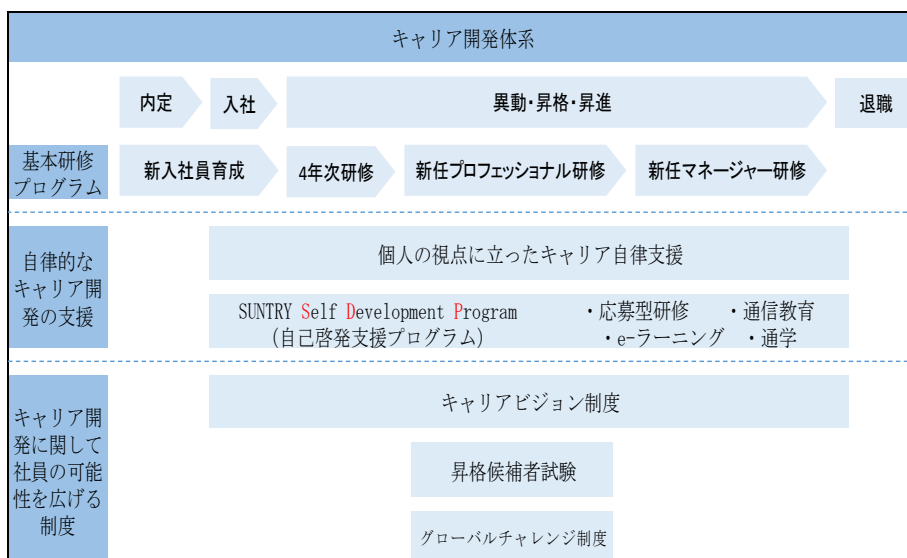 キャリア開発体系
内定
入社
異動･昇格･昇進
退職
基本研修
プログラム
新入社員育成
4年次研修
新任プロフェッショナル研修
新任マネージャー研修
自律的な
キャリア開
発の支援
個人の視点に立ったキャリア自律支援
SUNTRY Self Development Program
(自己啓発支援プログラム)
・応募型研修 ・通信教育
・e-ラーニング ・通学
キャリア開
発に関して
社員の可能
性を広げる
制度
キャリアビジョン制度
昇格候補者試験
グローバルチャレンジ制度